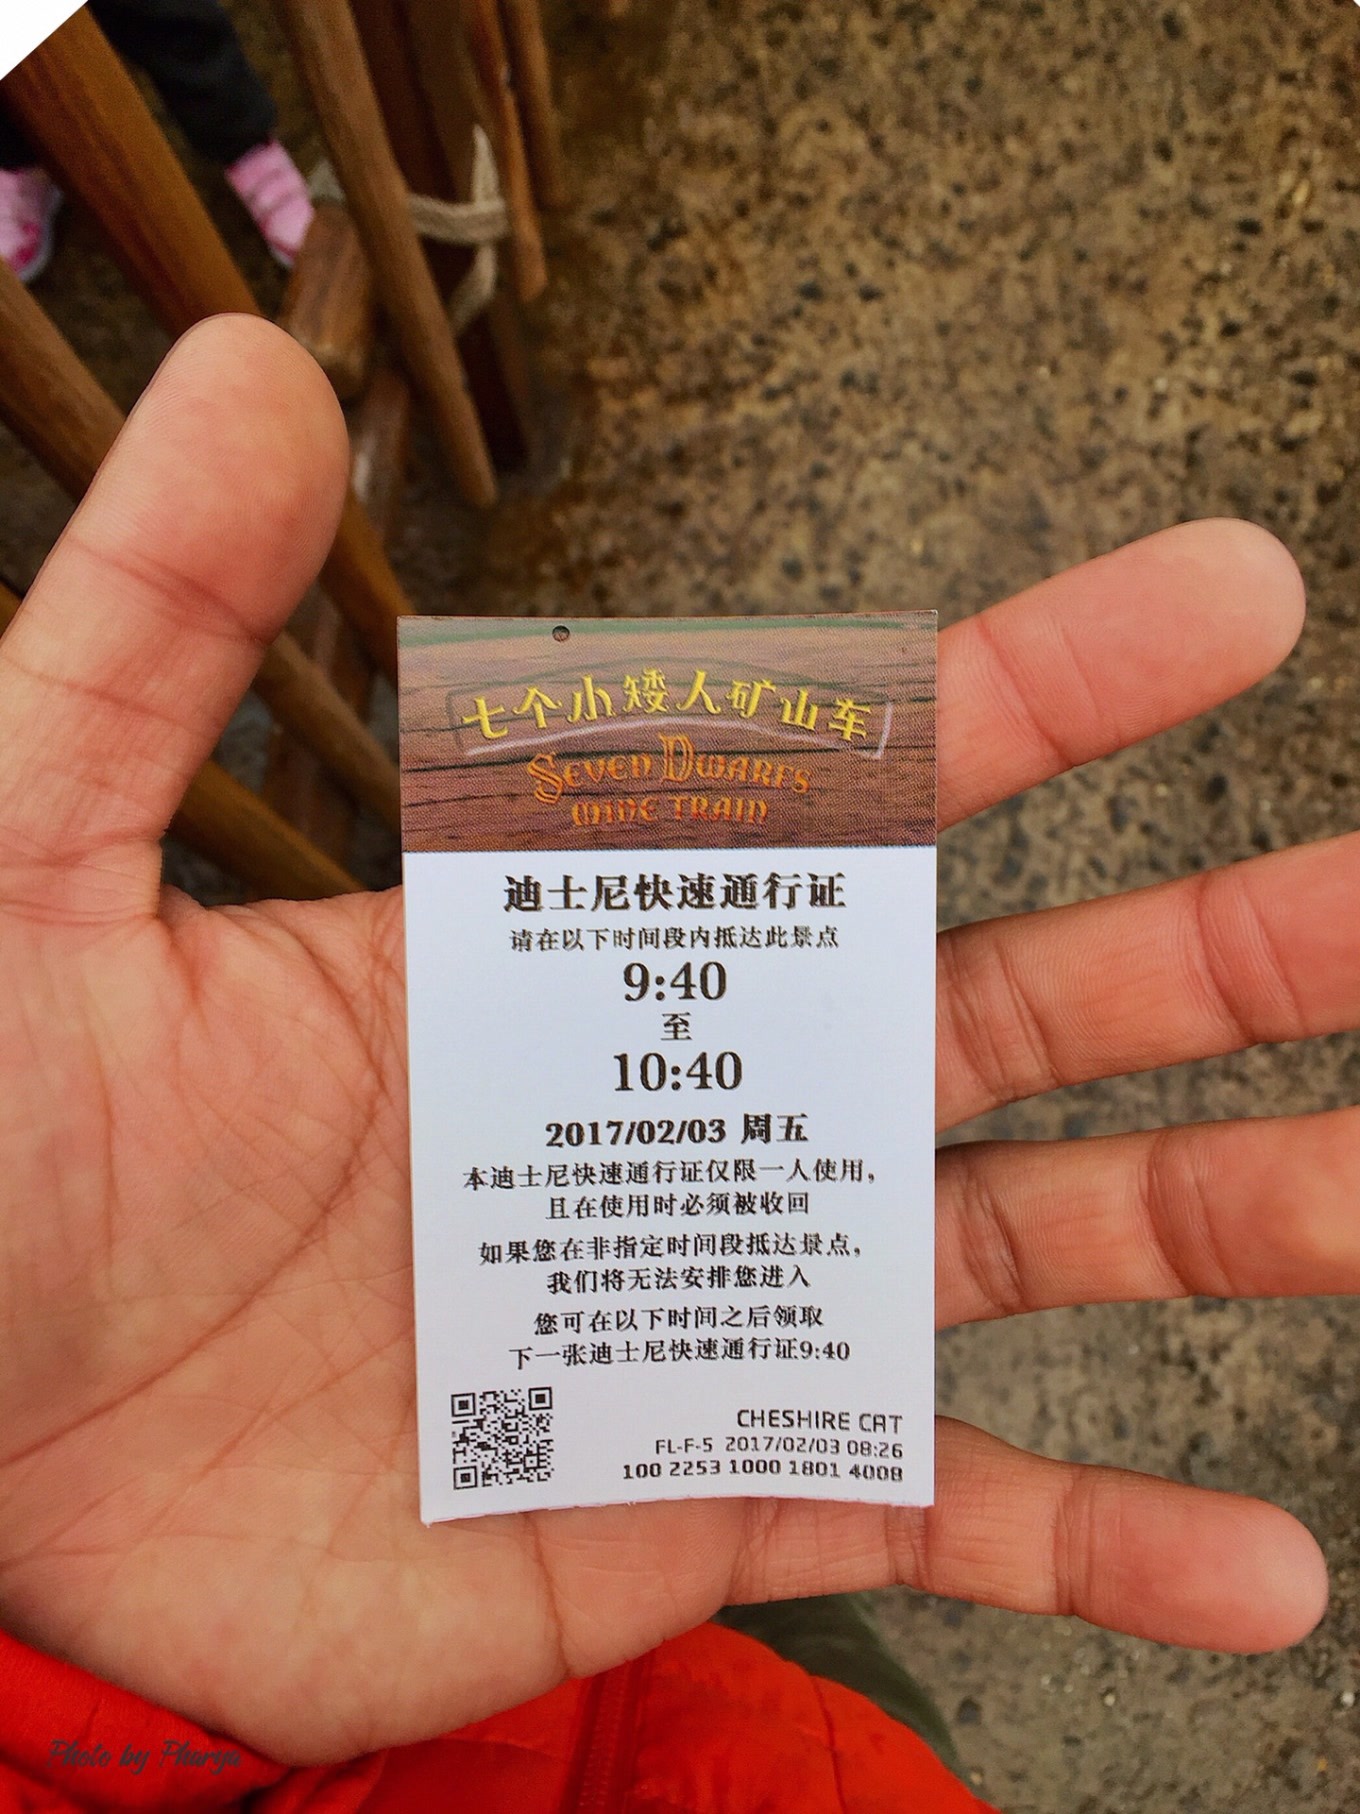 七个小矮人矿山车
SEVEN DWARFS
MINE TRAIN
迪士尼快速通行证
请在以下时间段内抵达此景点
9:40
至
10:40
2017/02/03 周五
本迪士尼快速通行证仅限一人使用，
且在使用时必须被收回
如果您在非指定时间段抵达景点，
我们将无法安排您进入
您可在以下时间之后领取
下一张迪士尼快速通行证9:40
CHESHIRE CAT
FL-F-5 2017/02/03 08:26
100 2253 1000 1801 4008
Photo by Pharya